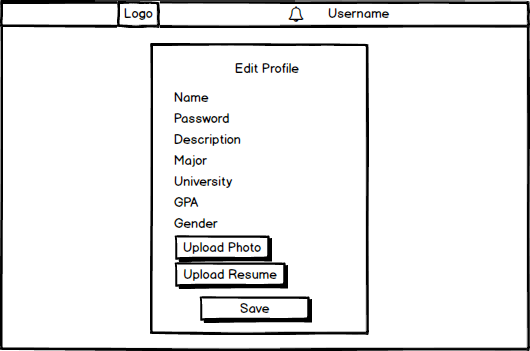 Logo
Username
Edit Profile
Name
Password
Description
Major
University
GPA
Gender
Upload Photo
Upload Resume
Save